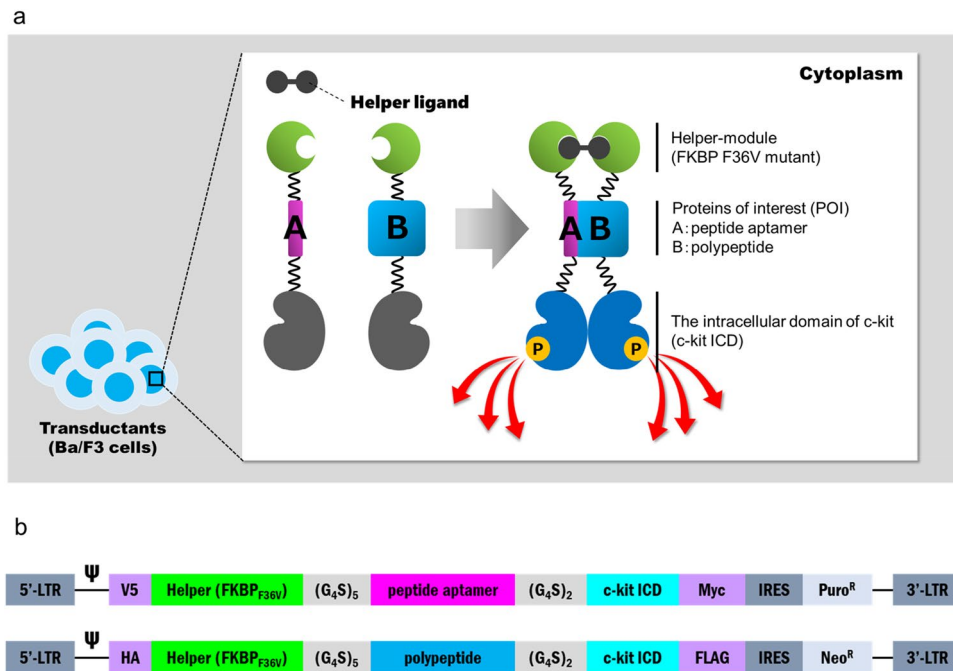 a
Cytoplasm
Helper ligand
Helper-module
(FKBP F36V mutant)
A
B
A B
Proteins of interest (POI)
A:peptide aptamer
B:polypeptide
The intracellular domain of c-kit
(c-kit ICD)
P
P
Transductants
(Ba/F3 cells)
b
5'-LTR Ψ V5 Helper (FKBPF36V) (G4S)5 peptide aptamer (G4S)2 c-kit ICD Myc IRES PuroR 3'-LTR
5'-LTR Ψ HA Helper (FKBPF36V) (G4S)5 polypeptide (G4S)2 c-kit ICD FLAG IRES NeoR 3'-LTR